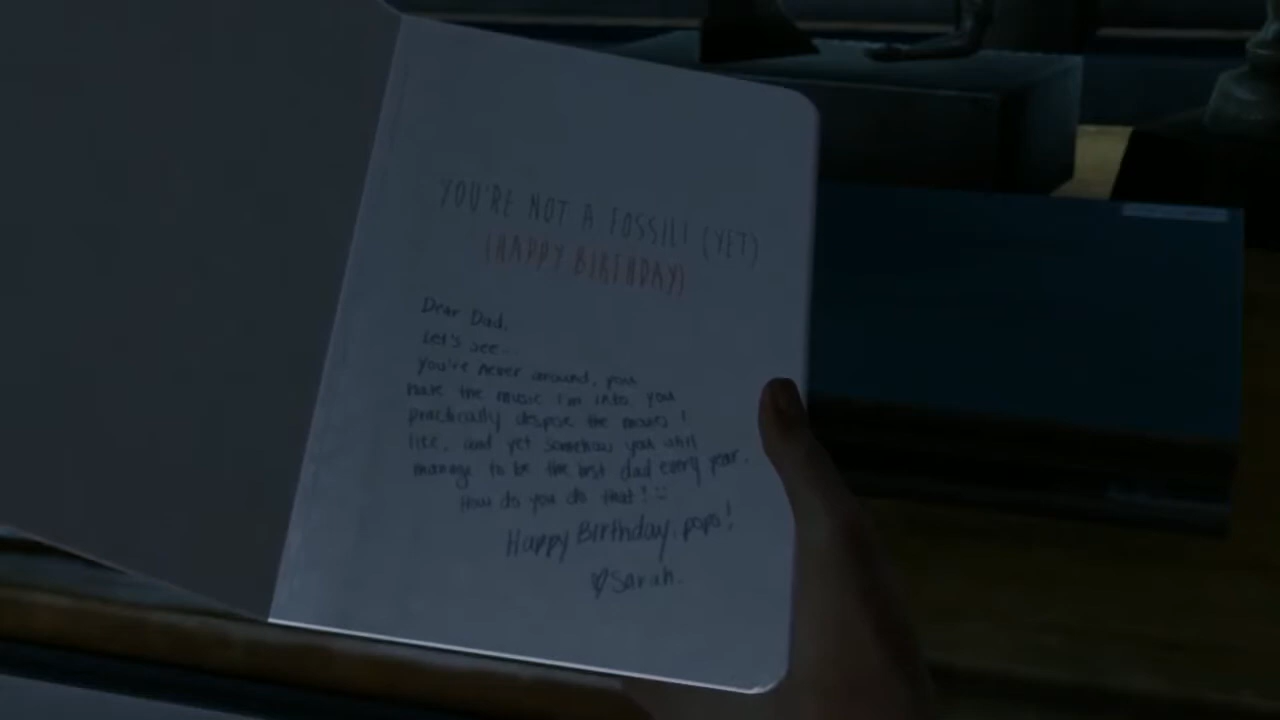 YOU'RE NOT A FOSSIL! (YET)
(HAPPY BIRTHDAY)
Dear Dad,
Let's see...
You're never around, you
hate the music I'm into, you
practically despise the movies I
like, and yet somehow you still
manage to be the best dad every year.
How do you do that? :)
Happy Birthday, papa!
♡ Sarah.